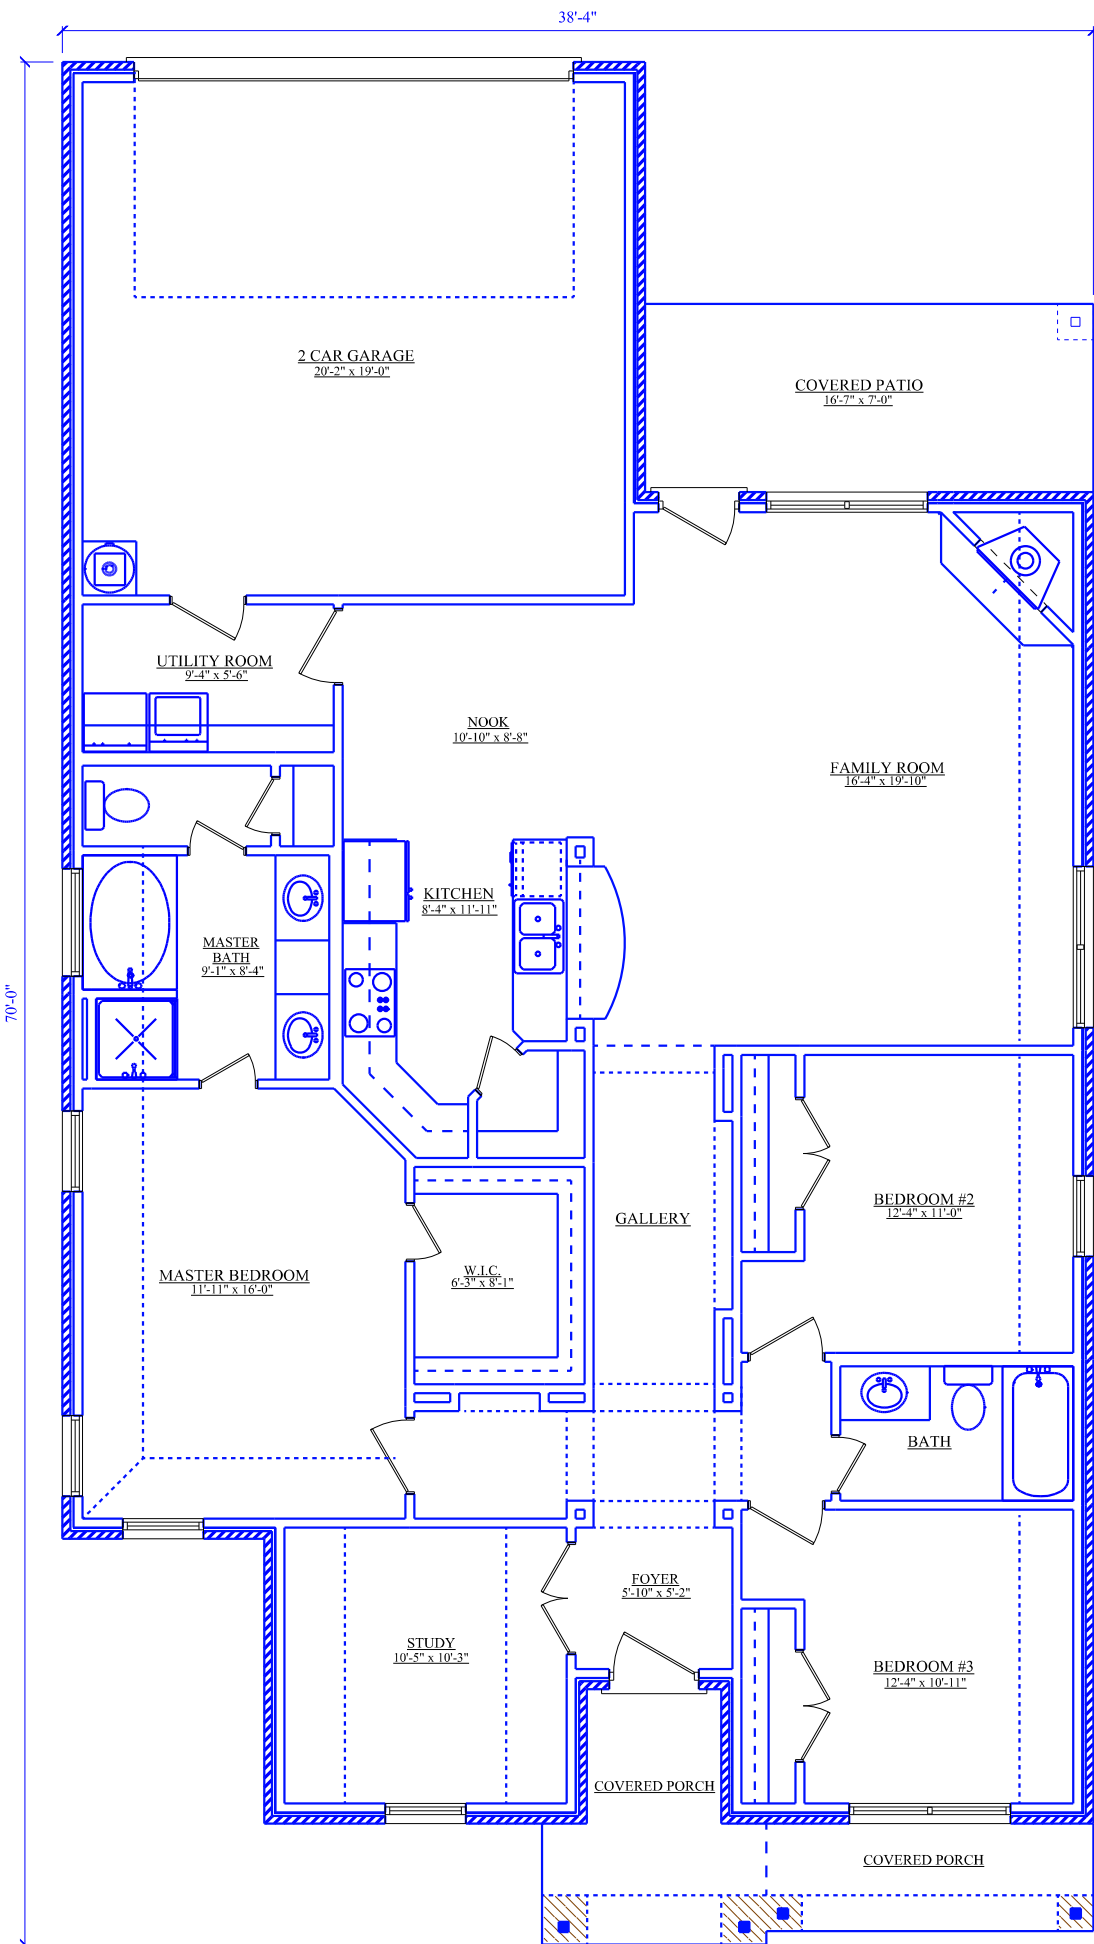 38'-4"
70'-0"
2 CAR GARAGE
20'-2" x 19'-0"
COVERED PATIO
16'-7" x 7'-0"
UTILITY ROOM
9'-4" x 5'-6"
NOOK
10'-10" x 8'-8"
FAMILY ROOM
16'-4" x 19'-10"
KITCHEN
8'-4" x 11'-11"
MASTER
BATH
9'-1" x 8'-4"
GALLERY
BEDROOM #2
12'-4" x 11'-0"
MASTER BEDROOM
11'-11" x 16'-0"
W.I.C.
6'-3" x 8'-1"
BATH
FOYER
5'-10" x 5'-2"
STUDY
10'-5" x 10'-3"
BEDROOM #3
12'-4" x 10'-11"
COVERED PORCH
COVERED PORCH